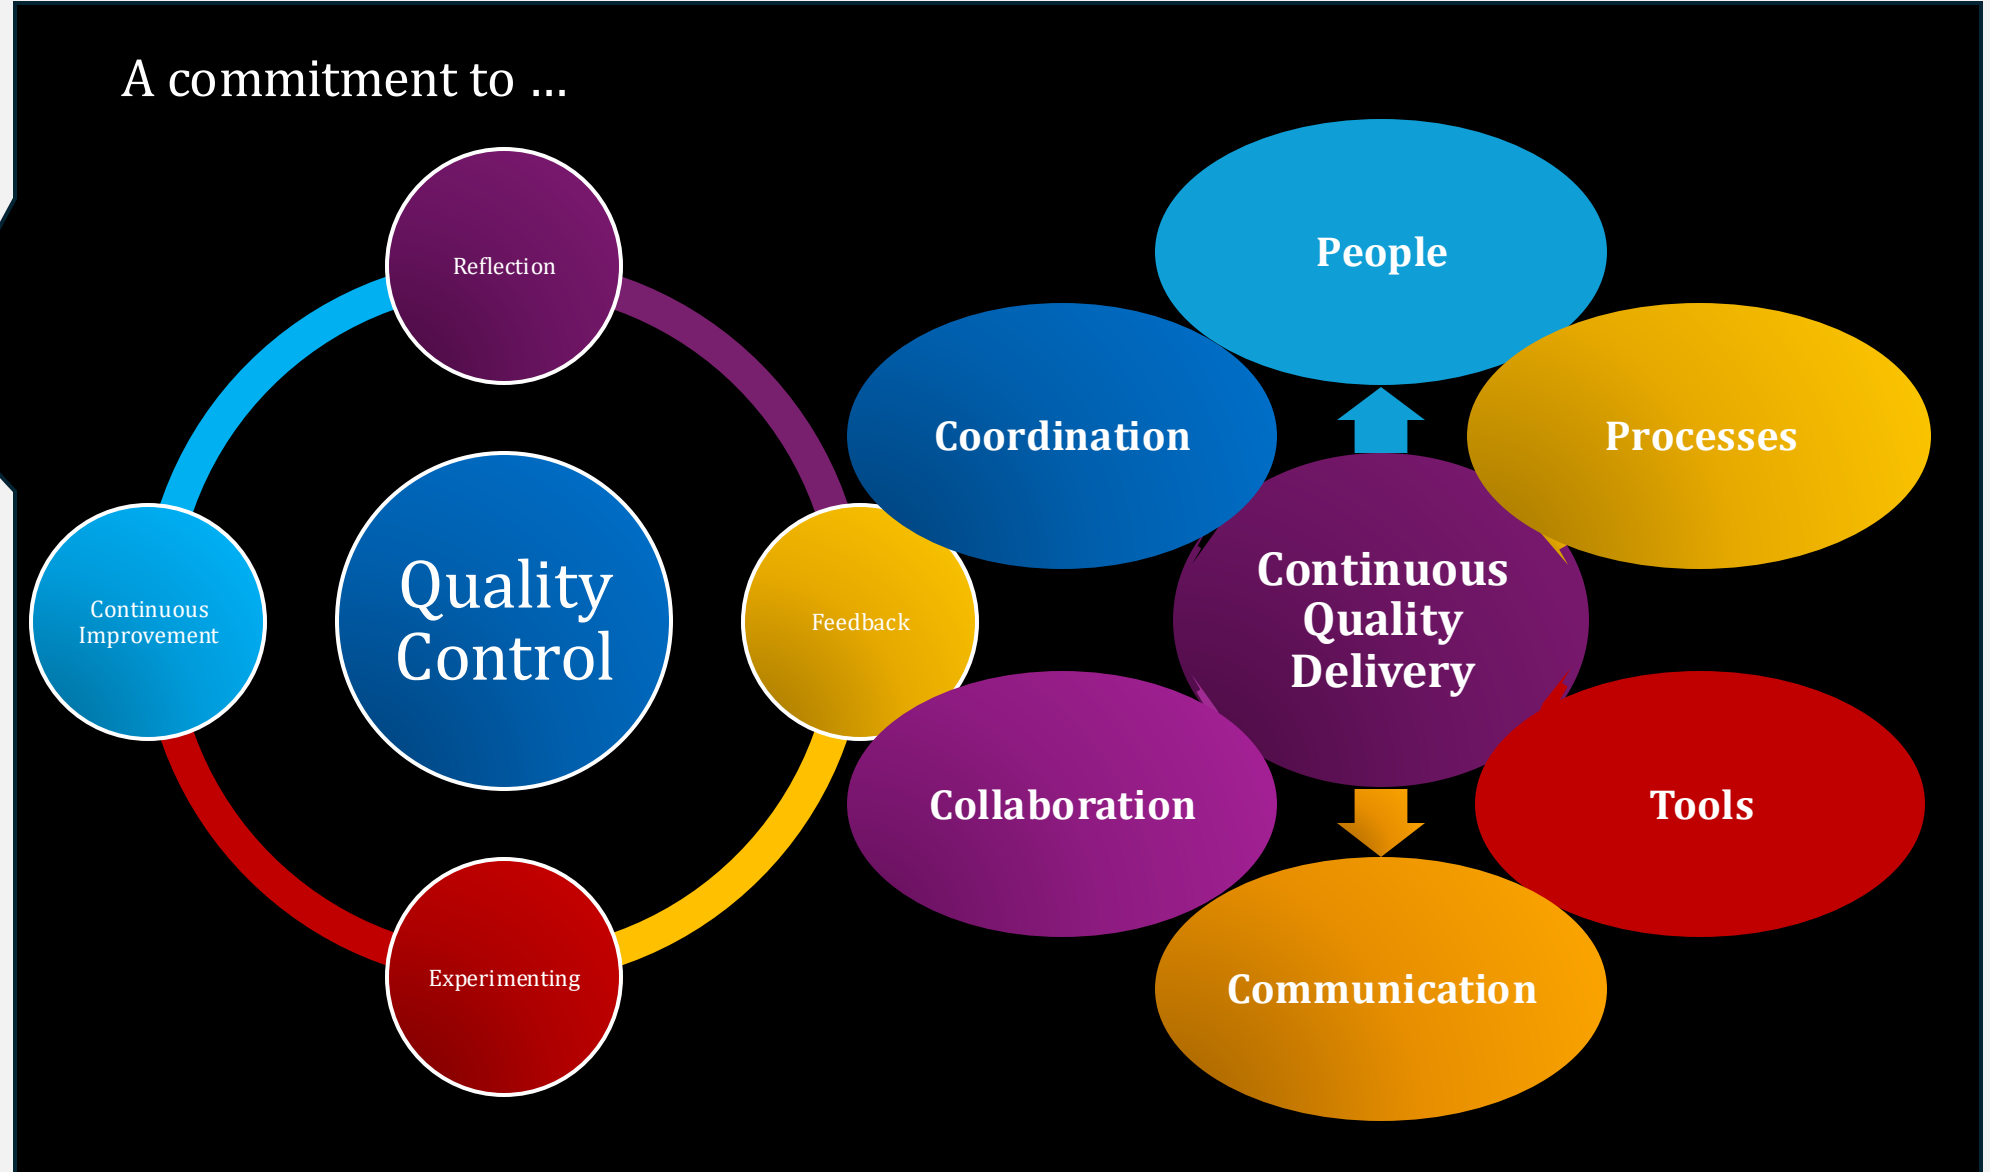 A commitment to ...
Reflection
Continuous
Improvement
Quality
Control
Feedback
Experimenting
People
Coordination
Processes
Continuous
Quality
Delivery
Collaboration
Tools
Communication